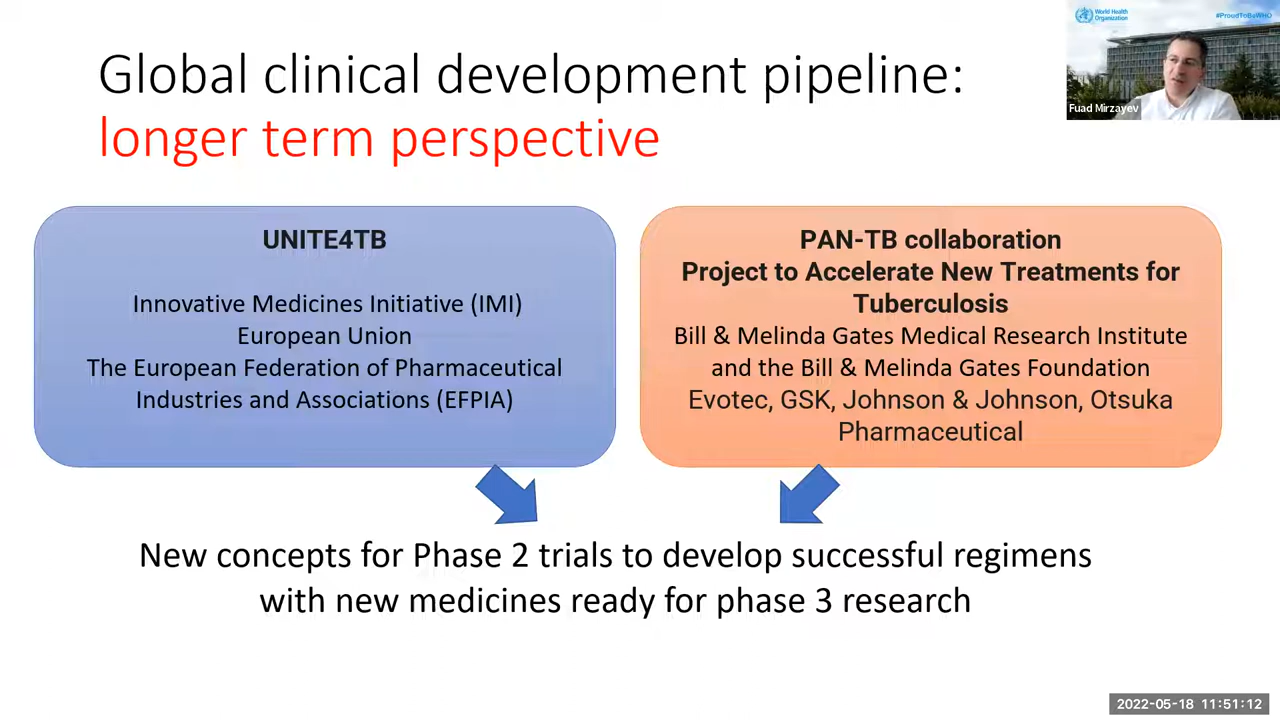 Global clinical development pipeline:
longer term perspective
World Health
Organization
#ProudToBeWHO
Fuad Mirzayev
UNITE4TB
Innovative Medicines Initiative (IMI)
European Union
The European Federation of Pharmaceutical
Industries and Associations (EFPIA)
PAN-TB collaboration
Project to Accelerate New Treatments for
Tuberculosis
Bill & Melinda Gates Medical Research Institute
and the Bill & Melinda Gates Foundation
Evotec, GSK, Johnson & Johnson, Otsuka
Pharmaceutical
New concepts for Phase 2 trials to develop successful regimens
with new medicines ready for phase 3 research
2022-05-18 11:51:12